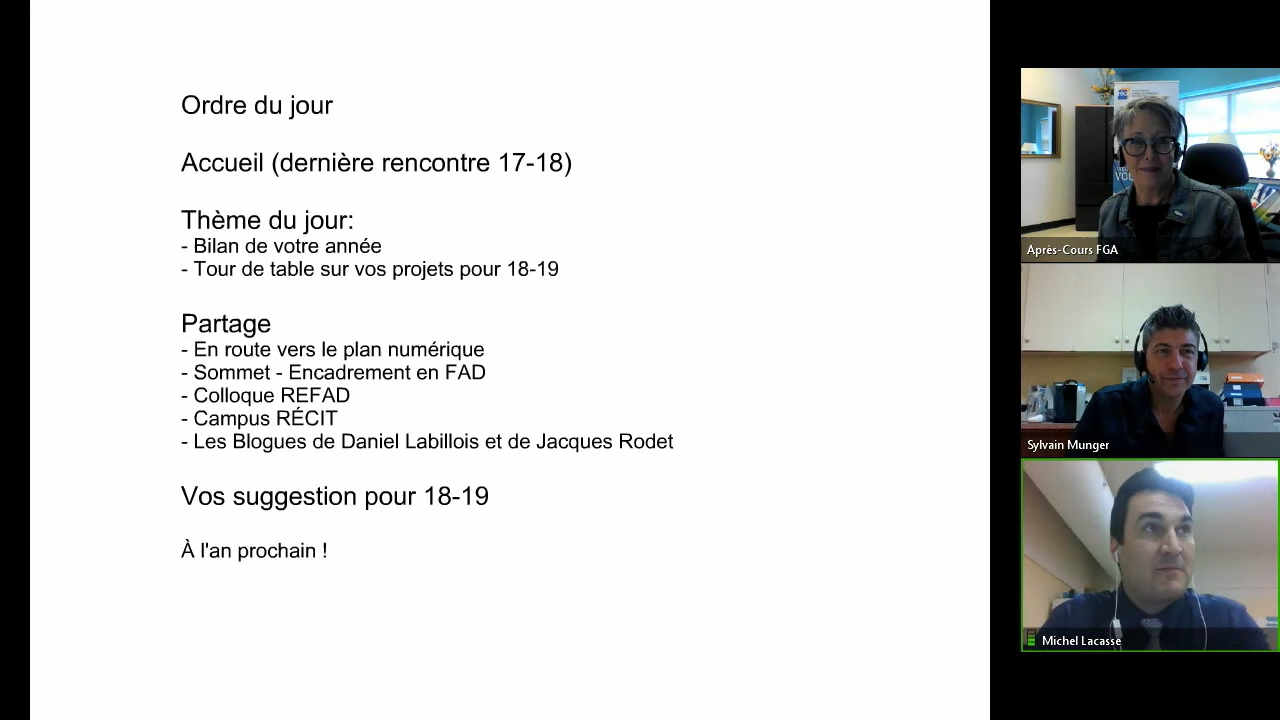 Ordre du jour
Accueil (dernière rencontre 17-18)
Thème du jour:
- Bilan de votre année
- Tour de table sur vos projets pour 18-19
Partage
- En route vers le plan numérique
- Sommet - Encadrement en FAD
- Colloque REFAD
- Campus RÉCIT
- Les Blogues de Daniel Labillois et de Jacques Rodet
Vos suggestion pour 18-19
À l'an prochain !
Après-Cours FGA
Sylvain Munger
Michel Lacasse